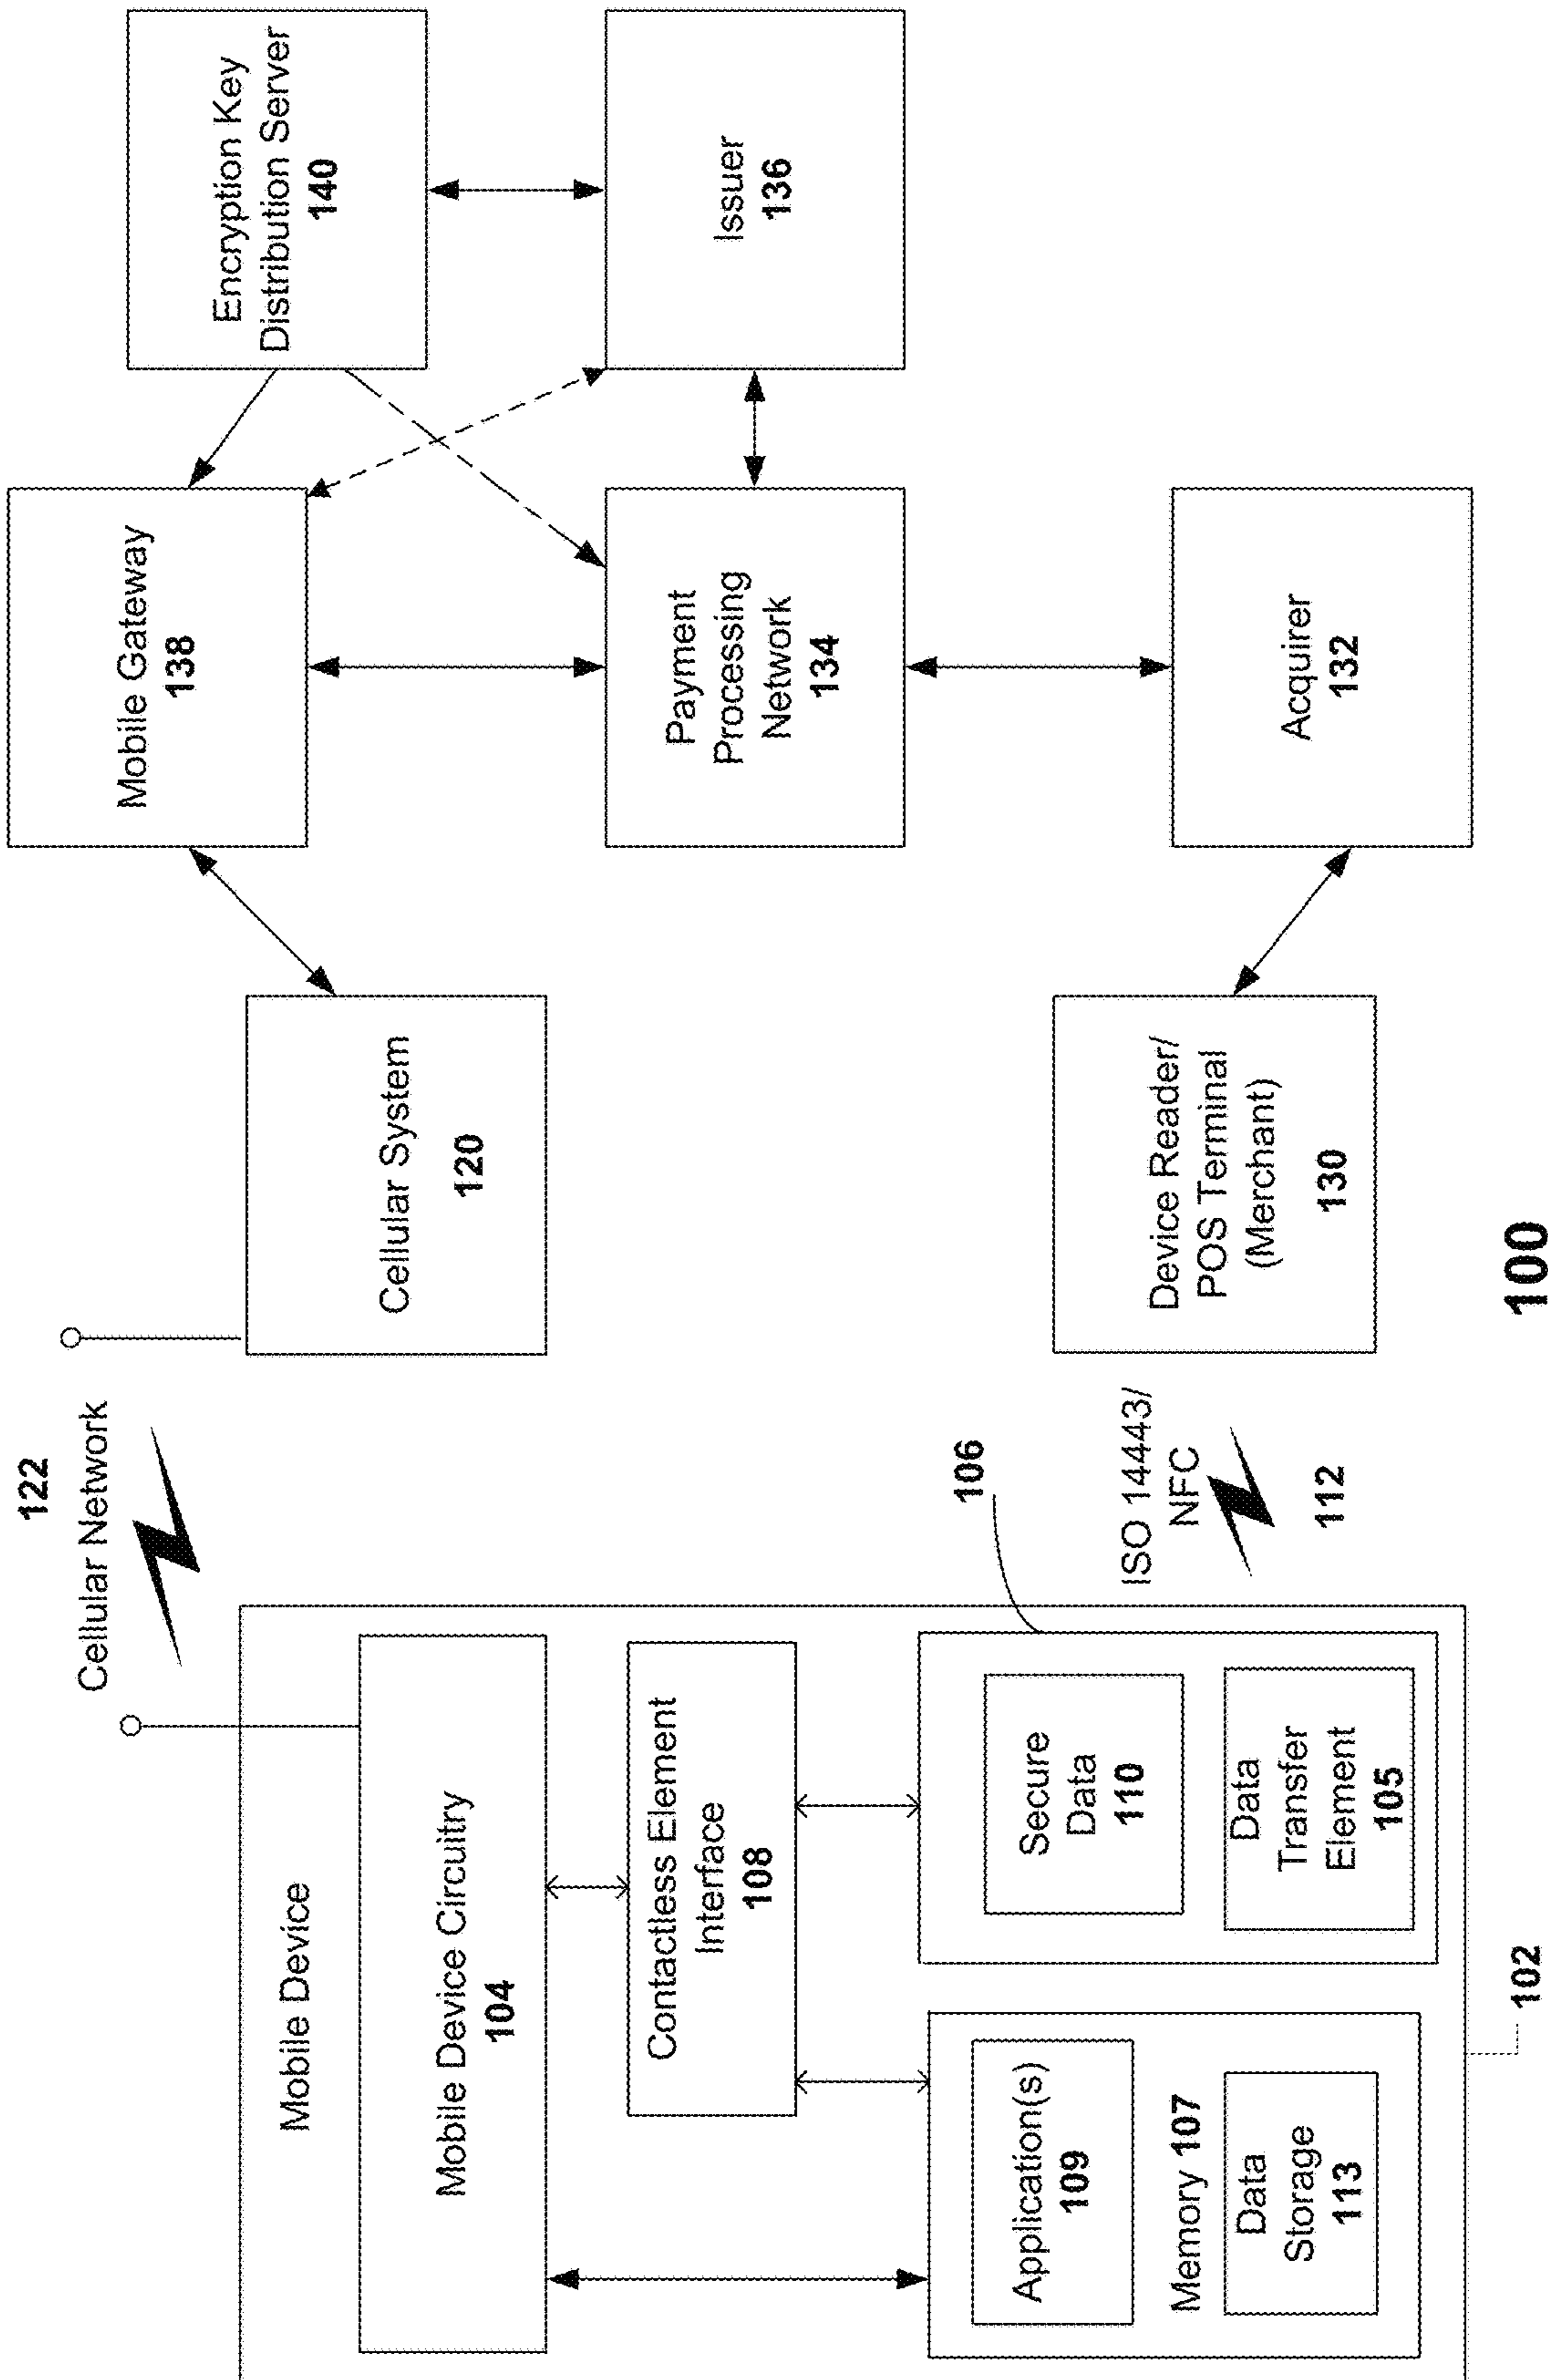 122
Cellular Network
Mobile Device
Mobile Device Circuitry
104
Contactless Element
Interface
108
Application(s)
109
Memory 107
Data
Storage
113
Secure
Data
110
Data
Transfer
Element
105
106
102
ISO 14443/
NFC
112
Cellular System
120
Device Reader/
POS Terminal
(Merchant)
130
Mobile Gateway
138
Payment
Processing
Network
134
Acquirer
132
Encryption Key
Distribution Server
140
Issuer
136
100